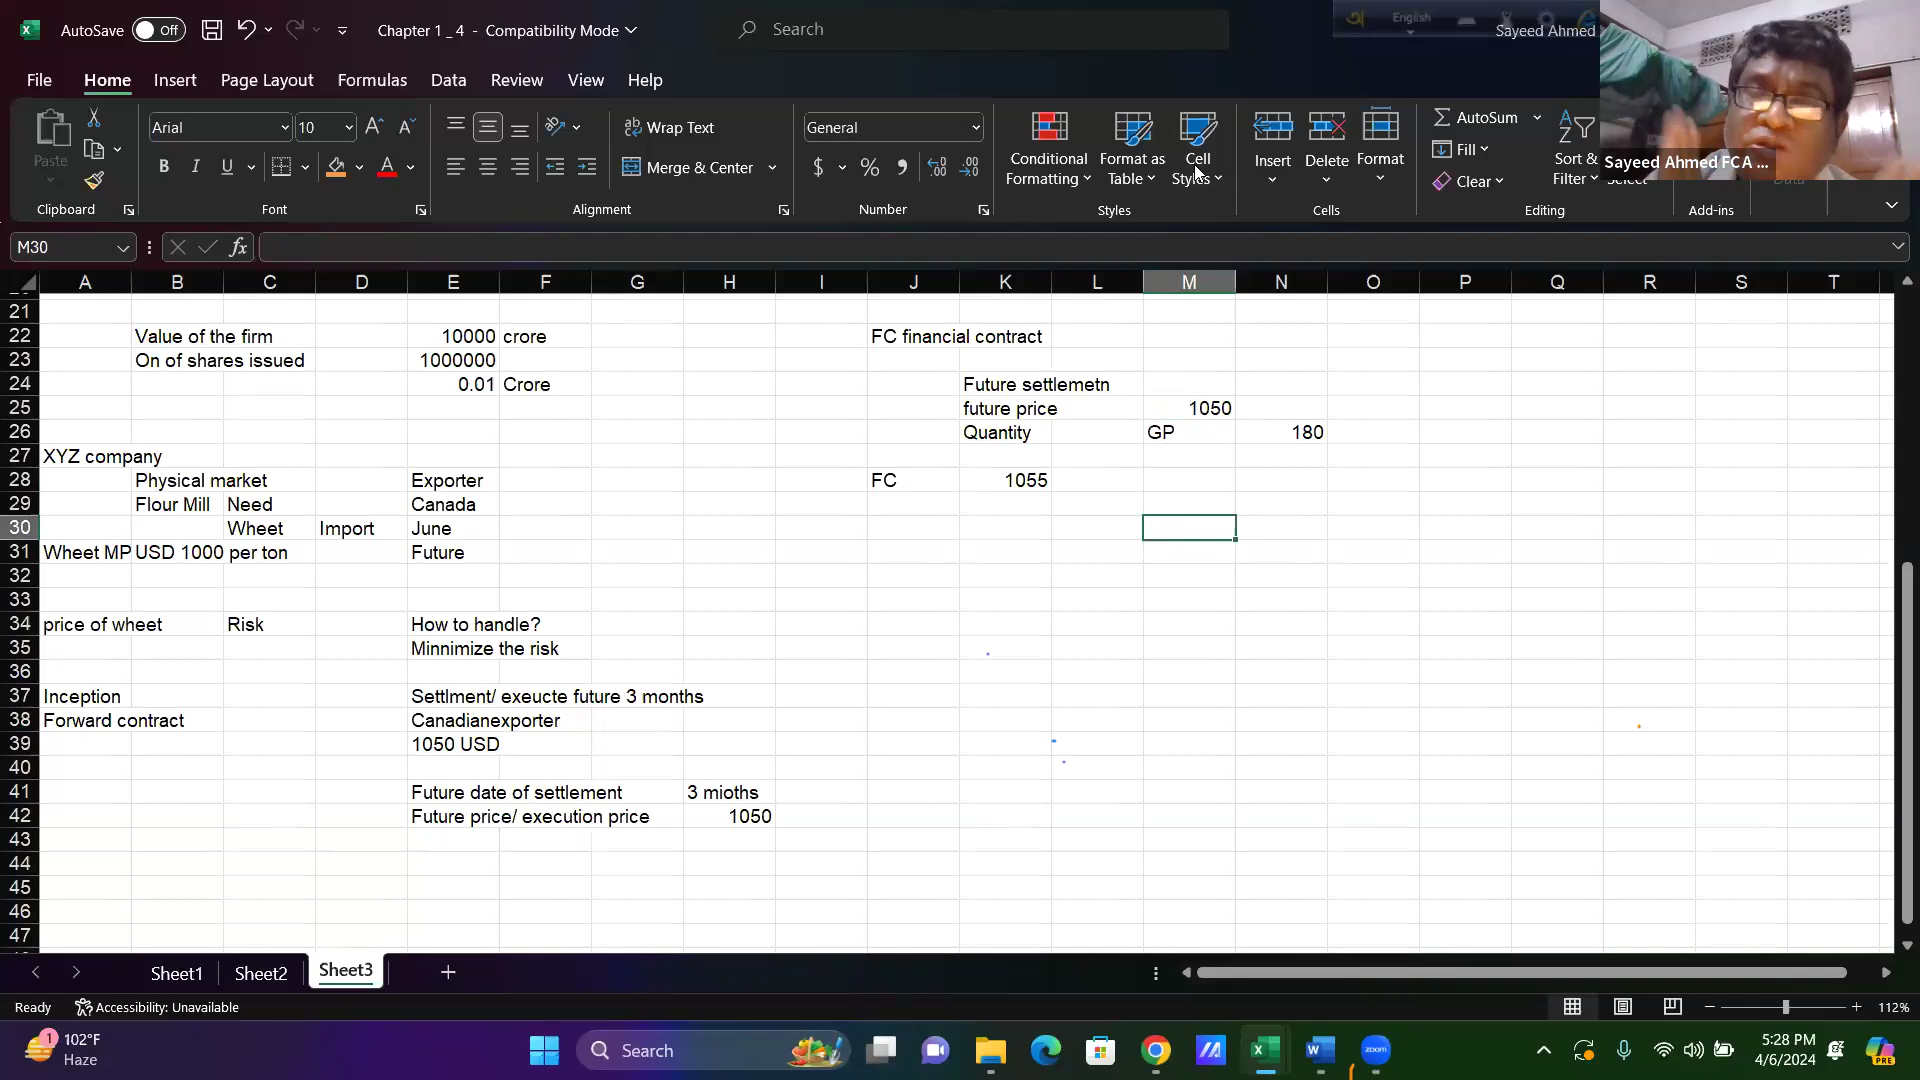 AutoSave Off Chapter 1 _ 4 - Compatibility Mode Search English Sayeed Ahmed
File Home Insert Page Layout Formulas Data Review View Help
Paste Arial 10 Wrap Text General Conditional Formatting Format as Table Cell Styles Insert Delete Format AutoSum Fill Clear Sort & Filter Select
B I U Merge & Center $ %
Sayeed Ahmed FCA ...
Clipboard Font Alignment Number Styles Cells Editing Add-ins
M30 fx
A B C D E F G H I J K L M N O P Q R S T
21
22 Value of the firm 10000 crore FC financial contract
23 On of shares issued 1000000
24 0.01 Crore Future settlemetn
25 future price 1050
26 Quantity GP 180
27 XYZ company
28 Physical market Exporter FC 1055
29 Flour Mill Need Canada
30 Wheet Import June
31 Wheet MP USD 1000 per ton Future
32
33
34 price of wheet Risk How to handle?
35 Minnimize the risk
36
37 Inception Settlment/ exeucte future 3 months
38 Forward contract Canadianexporter
39 1050 USD
40
41 Future date of settlement 3 mioths
42 Future price/ execution price 1050
43
44
45
46
47
Sheet1 Sheet2 Sheet3
Ready Accessibility: Unavailable 112%
1 102°F
Haze
Search
zoom
5:28 PM
4/6/2024
PRE